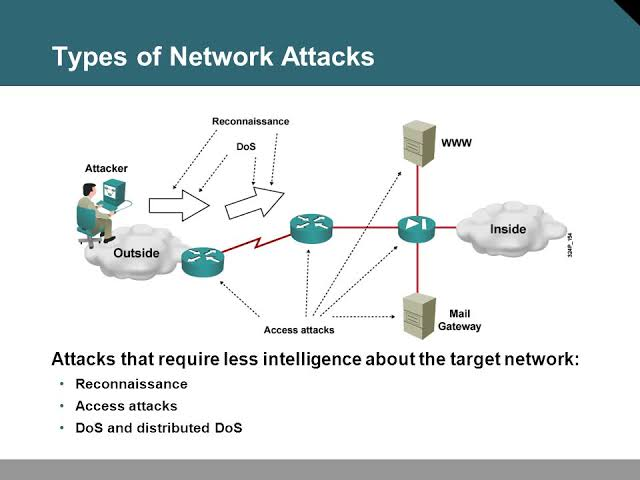 Types of Network Attacks
Reconnaissance
DoS
WWW
Attacker
Inside
Outside
Mail
Gateway
Access attacks
Attacks that require less intelligence about the target network:
• Reconnaissance
• Access attacks
• DoS and distributed DoS